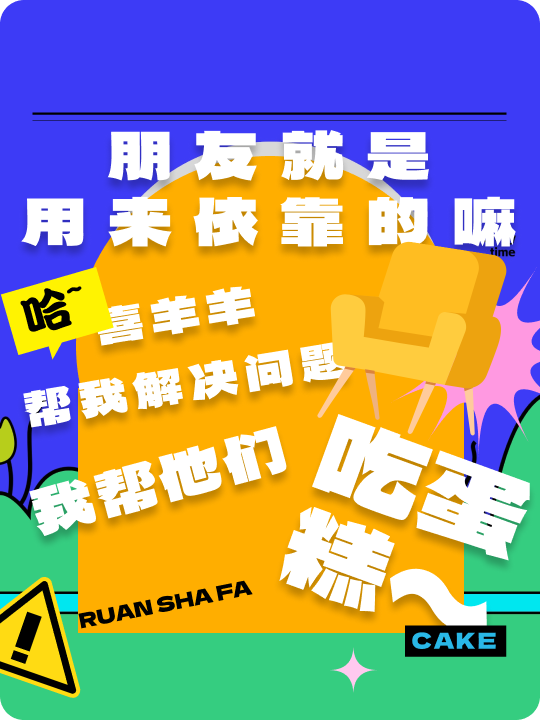 朋友就是
用来依靠的嘛
time
哈~
喜羊羊
帮我解决问题
我帮他们
吃蛋
糕~
RUAN SHA FA
CAKE
!